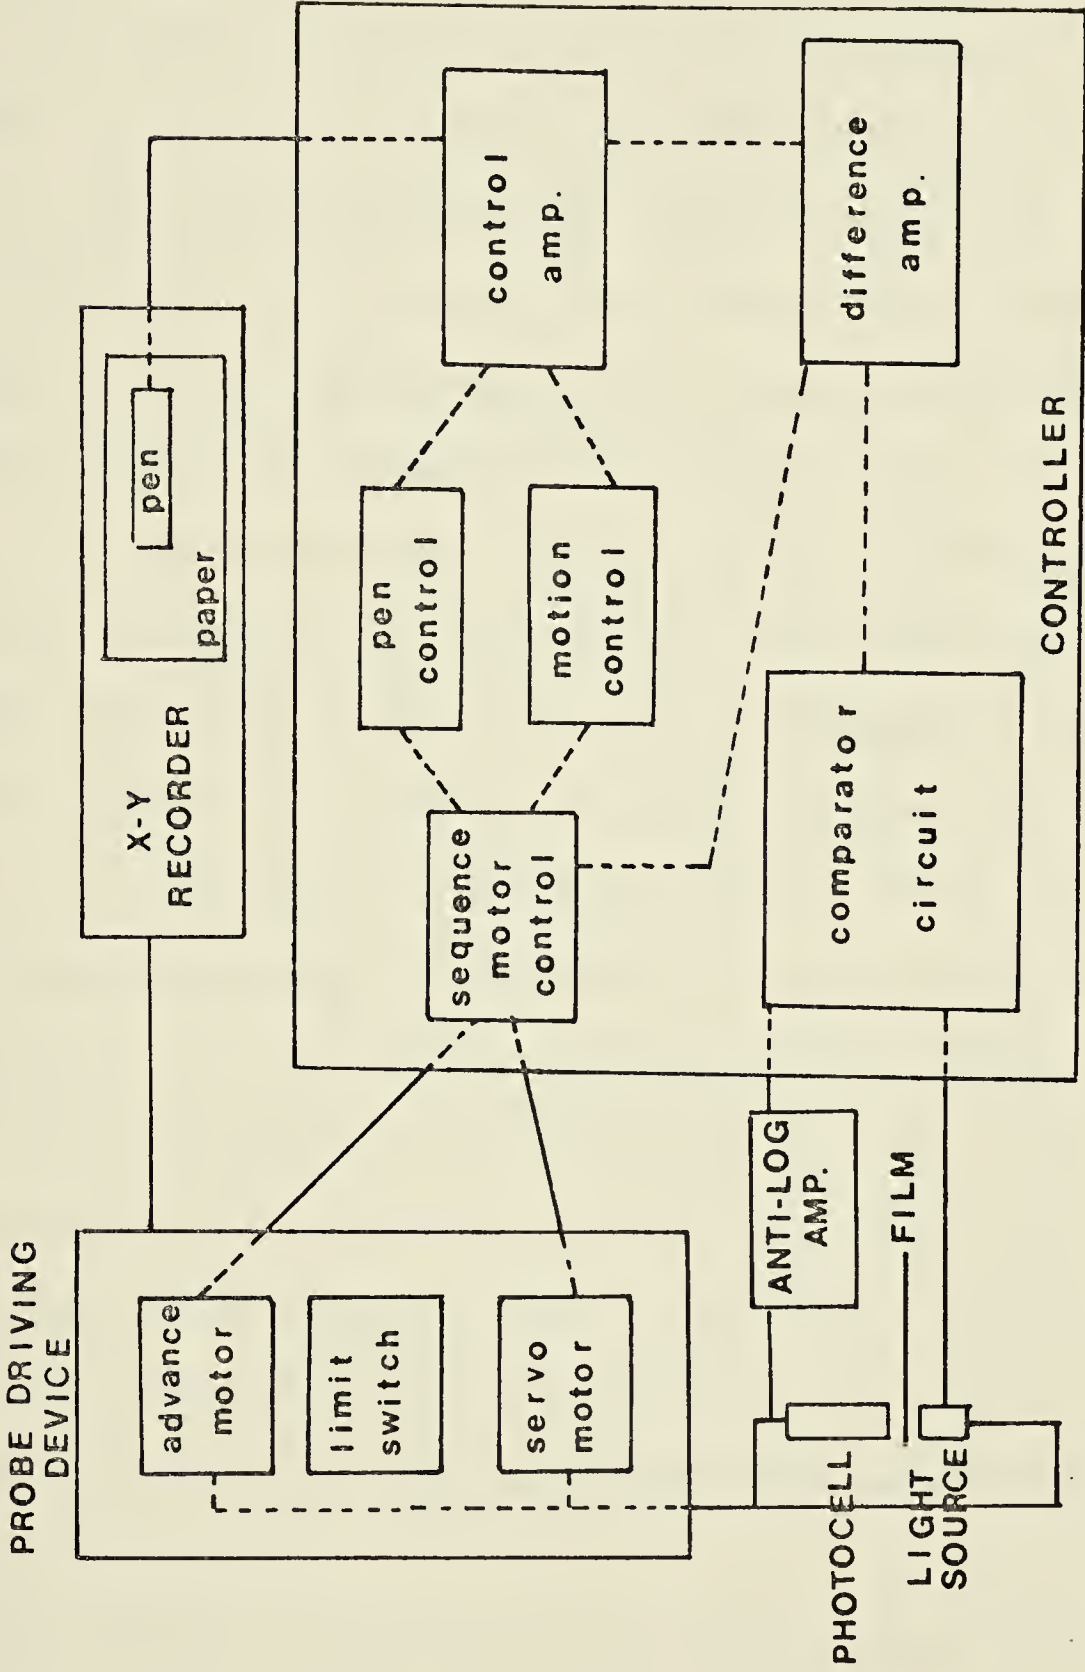 PROBE DRIVING
DEVICE
advance
motor
limit
switch
servo
motor
X-Y
RECORDER
paper
pen
sequence
motor
control
pen
control
motion
control
control
amp.
difference
amp.
comparator
circuit
CONTROLLER
ANTI-LOG
AMP.
FILM
PHOTOCELL
LIGHT
SOURCE